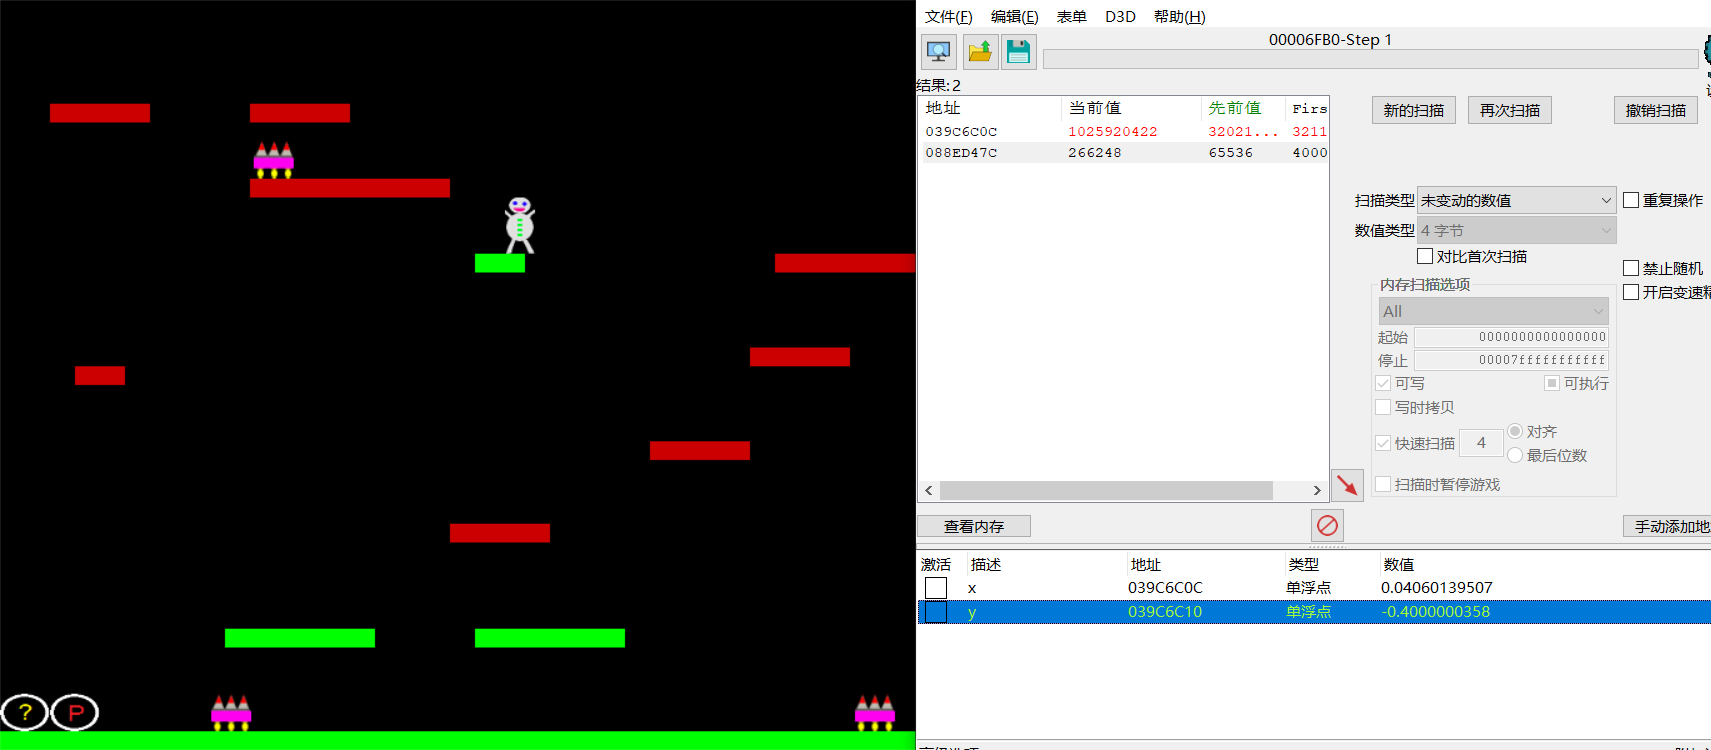 文件(F) 编辑(E) 表单 D3D 帮助(H)
00006FB0-Step 1
结果: 2
地址 当前值 先前值 Firs
039C6C0C 1025920422 32021... 3211
088ED47C 266248 65536 4000
新的扫描 再次扫描 撤销扫描
扫描类型 未变动的数值 重复操作
数值类型 4 字节
对比首次扫描
禁止随机
内存扫描选项
开启变速精
All
起始 0000000000000000
停止 00007fffffffffff
可写 可执行
写时拷贝
快速扫描 4 对齐
最后位数
扫描时暂停游戏
查看内存 手动添加地
激活 描述 地址 类型 数值
x 039C6C0C 单浮点 0.04060139507
y 039C6C10 单浮点 -0.4000000358
? P